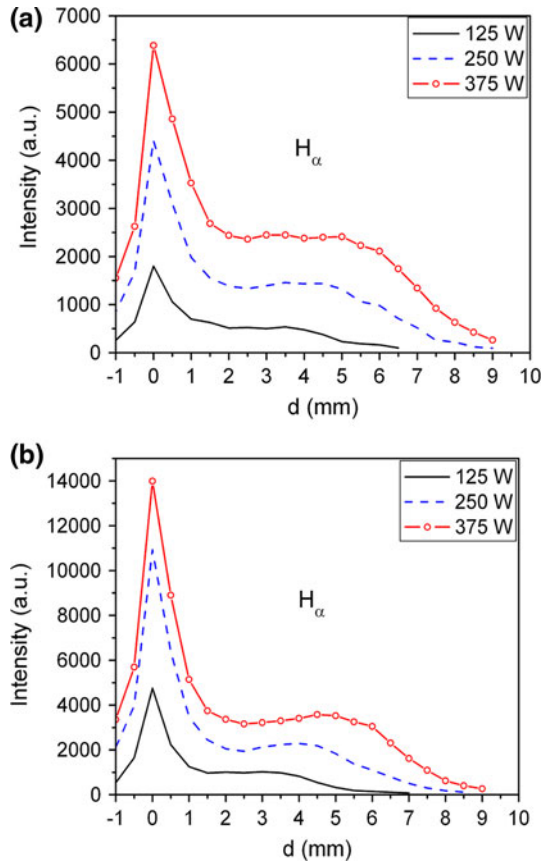 (a)
7000
6000
5000
4000
3000
2000
1000
0
Intensity (a.u.)
125 W
250 W
375 W
Hα
-1 0 1 2 3 4 5 6 7 8 9 10
d (mm)
(b)
14000
12000
10000
8000
6000
4000
2000
0
Intensity (a.u.)
125 W
250 W
375 W
Hα
-1 0 1 2 3 4 5 6 7 8 9 10
d (mm)